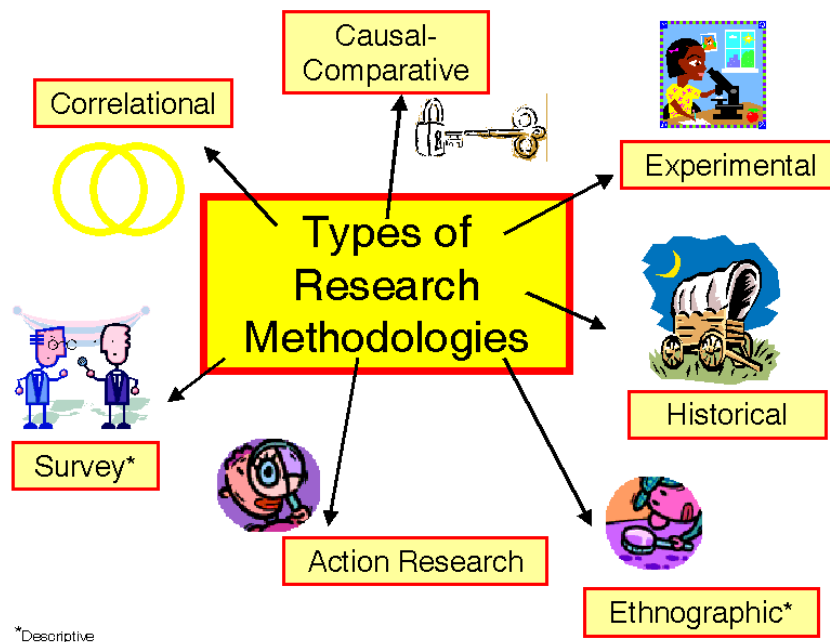 Causal-
Comparative
Correlational
Experimental
Types of
Research
Methodologies
Historical
Survey*
Action Research
Ethnographic*
*Descriptive